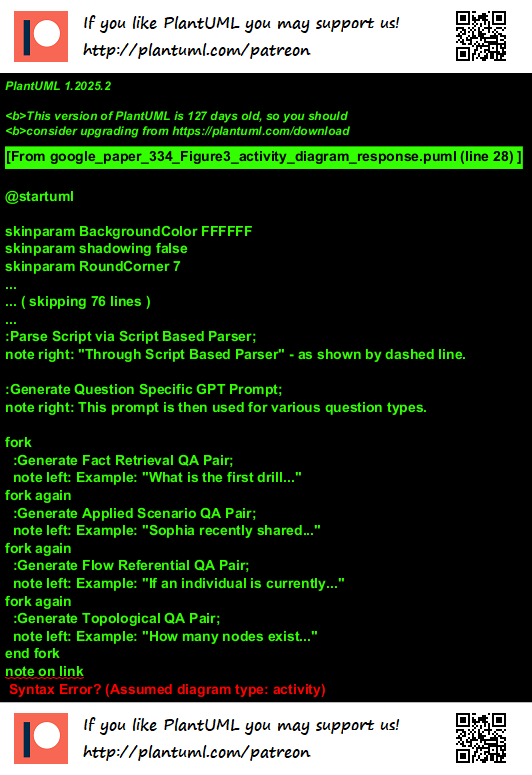 If you like PlantUML you may support us!
http://plantuml.com/patreon
PlantUML 1.2025.2
<b>This version of PlantUML is 127 days old, so you should
<b>consider upgrading from https://plantuml.com/download
[From google_paper_334_Figure3_activity_diagram_response.puml (line 28) ]
@startuml
skinparam BackgroundColor FFFFFF
skinparam shadowing false
skinparam RoundCorner 7
...
... ( skipping 76 lines )
...
:Parse Script via Script Based Parser;
note right: "Through Script Based Parser" - as shown by dashed line.
:Generate Question Specific GPT Prompt;
note right: This prompt is then used for various question types.
fork
  :Generate Fact Retrieval QA Pair;
  note left: Example: "What is the first drill..."
fork again
  :Generate Applied Scenario QA Pair;
  note left: Example: "Sophia recently shared..."
fork again
  :Generate Flow Referential QA Pair;
  note left: Example: "If an individual is currently..."
fork again
  :Generate Topological QA Pair;
  note left: Example: "How many nodes exist..."
end fork
note on link
Syntax Error? (Assumed diagram type: activity)
If you like PlantUML you may support us!
http://plantuml.com/patreon